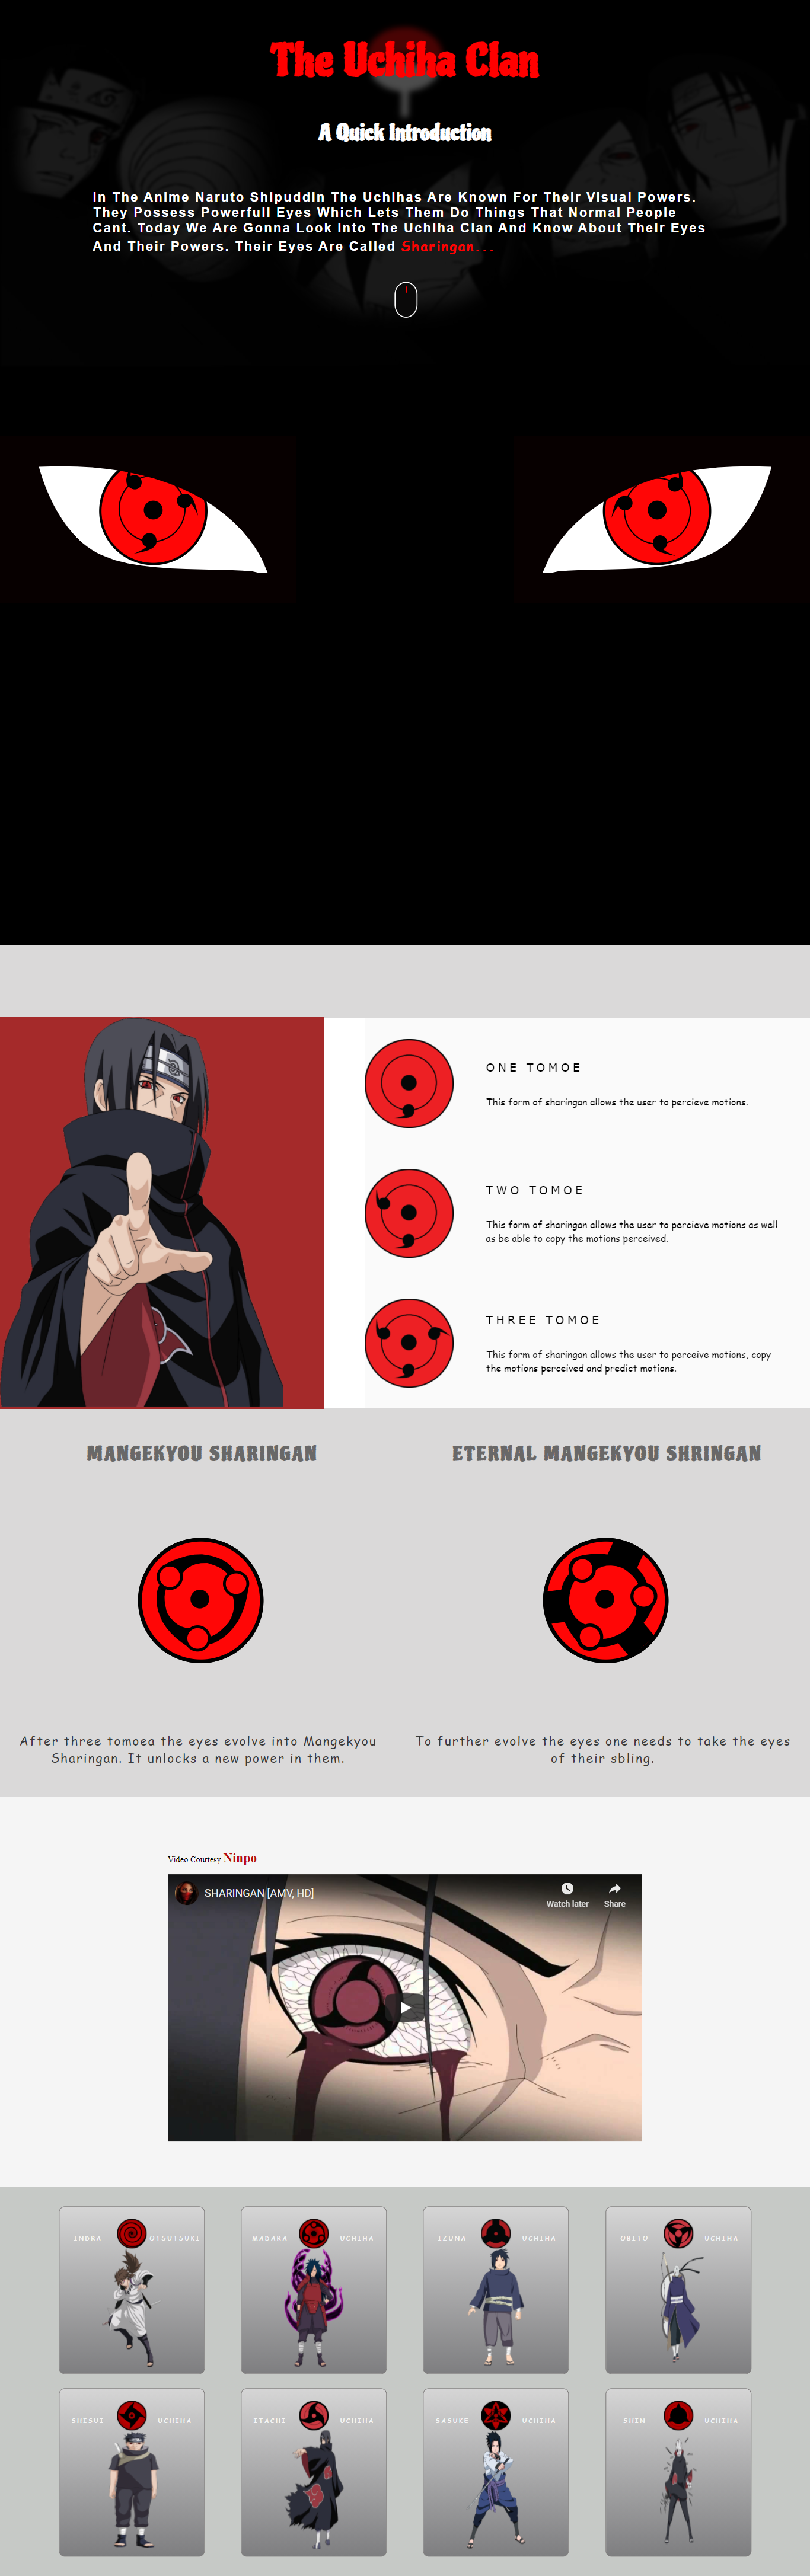 The Uchiha Clan
A Quick Introduction
In The Anime Naruto Shipuddin The Uchihas Are Known For Their Visual Powers.
They Possess Powerfull Eyes Which Lets Them Do Things That Normal People
Cant. Today We Are Gonna Look Into The Uchiha Clan And Know About Their Eyes
And Their Powers. Their Eyes Are Called Sharingan...
ONE TOMOE
This form of sharingan allows the user to percieve motions.
TWO TOMOE
This form of sharingan allows the user to percieve motions as well
as be able to copy the motions perceived.
THREE TOMOE
This form of sharingan allows the user to perceive motions, copy
the motions perceived and predict motions.
MANGEKYOU SHARINGAN
After three tomoea the eyes evolve into Mangekyou
Sharingan. It unlocks a new power in them.
ETERNAL MANGEKYOU SHRINGAN
To further evolve the eyes one needs to take the eyes
of their sbling.
Video Courtesy Ninpo
SHARINGAN [AMV, HD]
Watch later
Share
INDRA OTSUTSUKI
MADARA UCHIHA
IZUNA UCHIHA
OBITO UCHIHA
SHISUI UCHIHA
ITACHI UCHIHA
SASUKE UCHIHA
SHIN UCHIHA